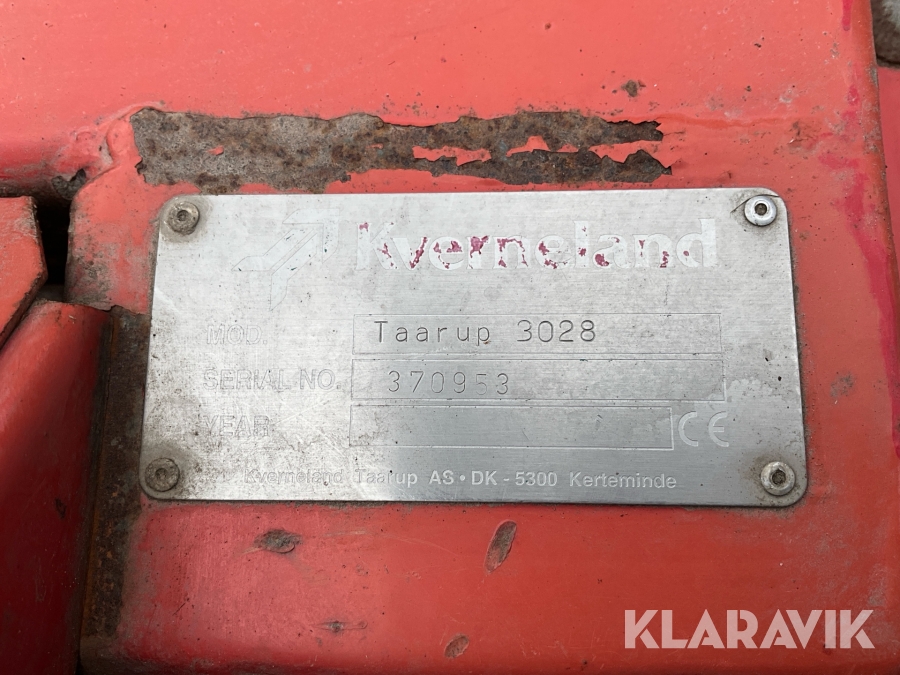 Kverneland
MOD. Taarup 3028
SERIAL NO. 370953
YEAR CE
Kverneland Taarup AS • DK - 5300 Kerteminde
KLARAVIK